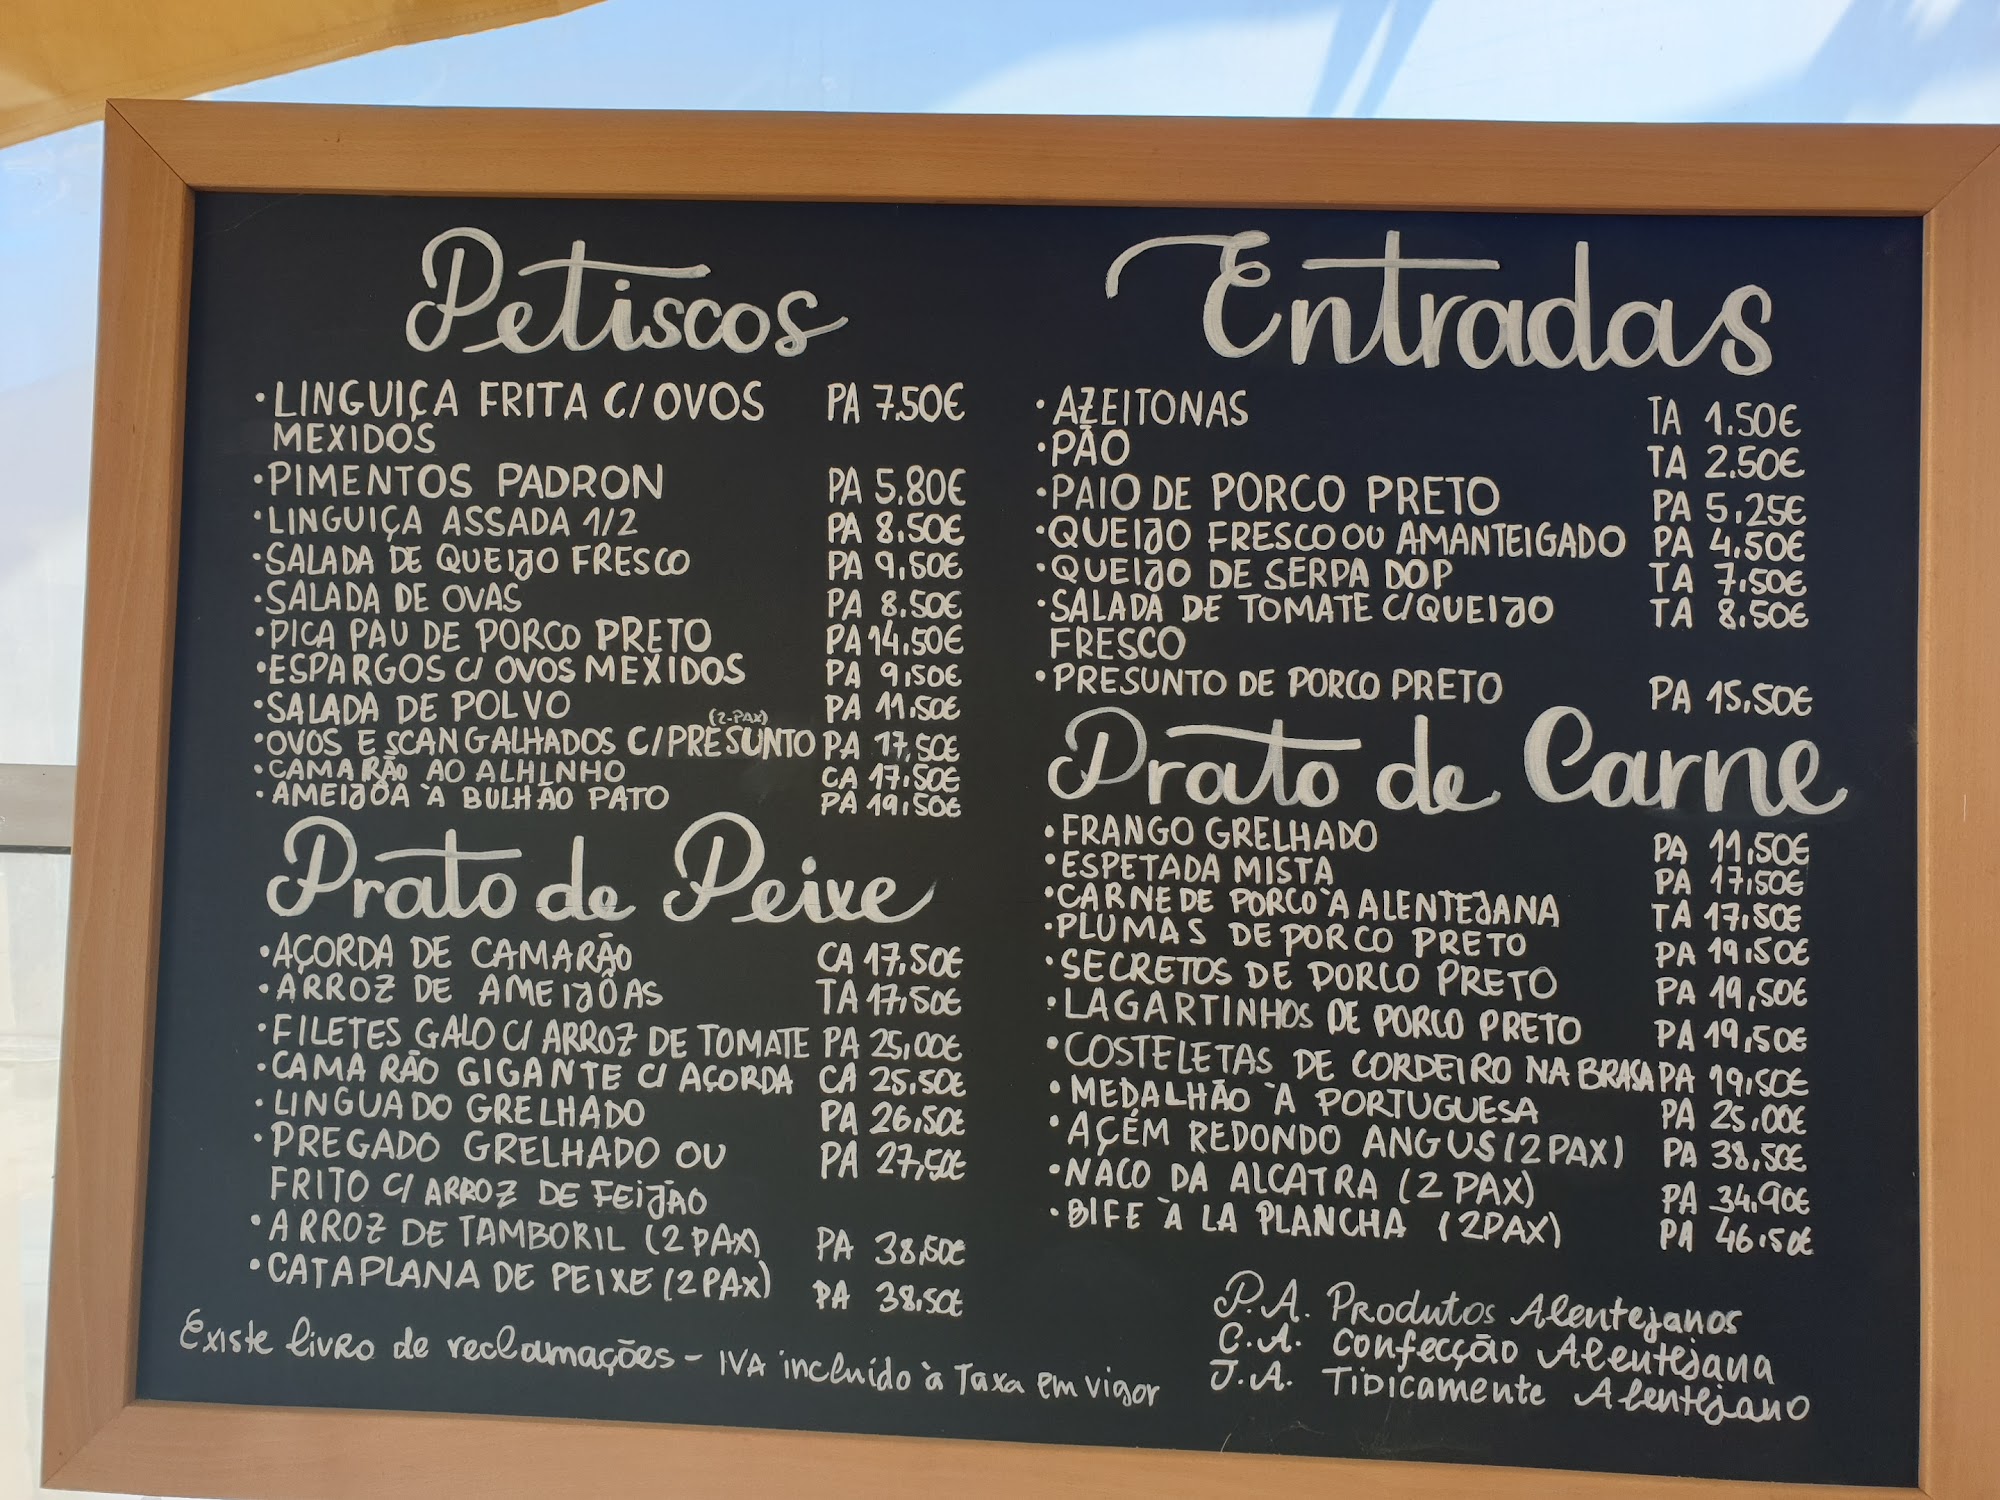 Petiscos
• LINGUIÇA FRITA C/ OVOS PA 7.50€
MEXIDOS
• PIMENTOS PADRON PA 5.80€
• LINGUIÇA ASSADA 1/2 PA 8.50€
• SALADA DE QUEIJO FRESCO PA 9,50€
• SALADA DE OVAS PA 8.50€
• PICA PAU DE PORCO PRETO PA 14,50€
• ESPARGOS C/ OVOS MEXIDOS PA 9,50€
• SALADA DE POLVO PA 11,50€
(2-PAX)
• OVOS ESCANGALHADOS C/ PRESUNTO PA 17,50€
• CAMARÃO AO ALHINHO CA 17.50€
• AMEIJÔA À BULHÃO PATO PA 19,50€
Prato de Peixe
• AÇORDA DE CAMARÃO CA 17.50€
• ARROZ DE AMEIJÔAS TA 17,50€
• FILETES GALO C/ ARROZ DE TOMATE PA 25,00€
• CAMARÃO GIGANTE C/ AÇORDA CA 25,50€
• LINGUADO GRELHADO PA 26,50€
• PREGADO GRELHADO OU PA 27,50€
FRITO C/ ARROZ DE FEIJÃO
• ARROZ DE TAMBORIL (2 PAX) PA 38,50€
• CATAPLANA DE PEIXE (2 PAX) PA 38,50€
Existe livro de reclamações - IVA incluído à Taxa em vigor
Entradas
• AZEITONAS TA 1.50€
• PÃO TA 2.50€
• PAIO DE PORCO PRETO PA 5,25€
• QUEIJO FRESCO OU AMANTEIGADO PA 4,50€
• QUEIJO DE SERPA DOP TA 7,50€
• SALADA DE TOMATE C/ QUEIJO TA 8.50€
FRESCO
• PRESUNTO DE PORCO PRETO PA 15,50€
Prato de Carne
• FRANGO GRELHADO PA 11,50€
• ESPETADA MISTA PA 17,50€
• CARNE DE PORCO À ALENTEJANA TA 17,50€
• PLUMAS DE PORCO PRETO PA 19,50€
• SECRETOS DE PORCO PRETO PA 19,50€
• LAGARTINHOS DE PORCO PRETO PA 19,50€
• COSTELETAS DE CORDEIRO NA BRASA PA 19,50€
• MEDALHÃO À PORTUGUESA PA 25,00€
• AÇÉM REDONDO ANGUS (2 PAX) PA 38,50€
• NACO DA ALCATRA (2 PAX) PA 34,90€
• BIFE À LA PLANCHA (2PAX) PA 46,50€
P.A. Produtos Alentejanos
C.A. Confecção Alentejana
T.A. Tipicamente Alentejano